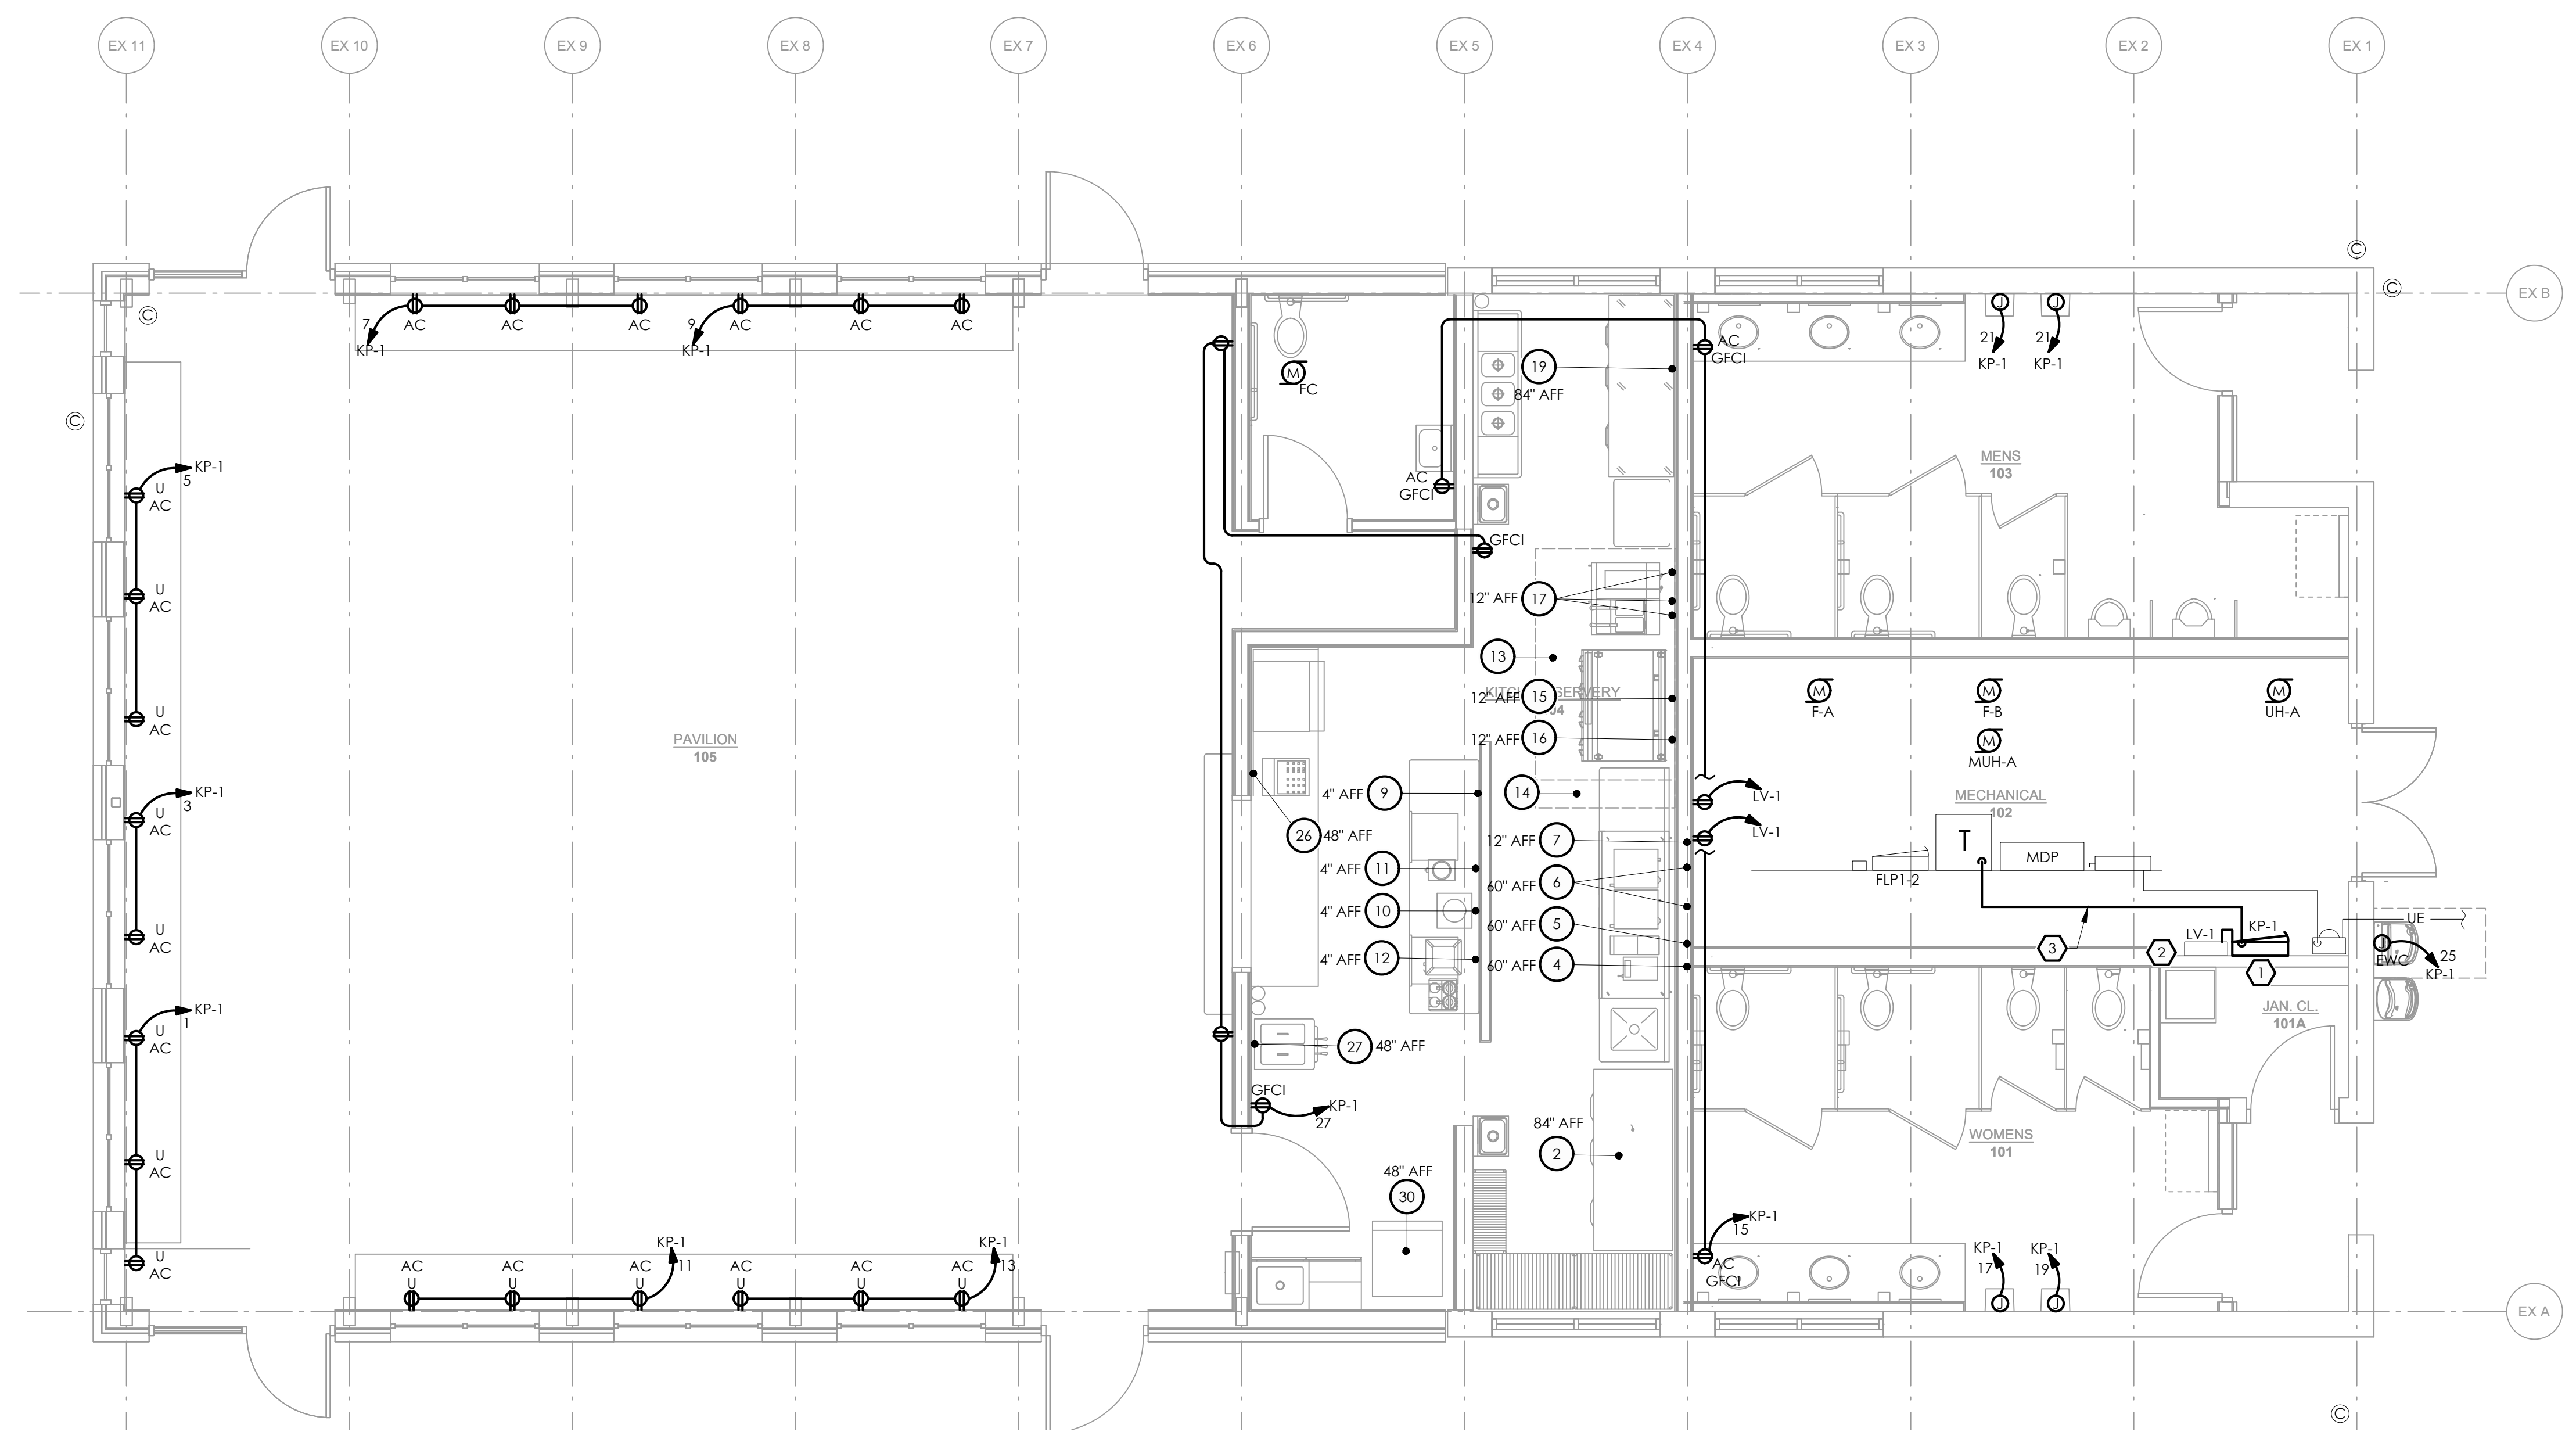 EX 11
EX 10
EX 9
EX 8
EX 7
EX 6
EX 5
EX 4
EX 3
EX 2
EX 1
©
©
EX B
©
7
KP-1
AC
AC
AC
9
KP-1
AC
AC
AC
AC
GFCI
21
KP-1
21
KP-1
M
FC
19
84" AFF
©
J
J
KP-1
5
U
AC
AC
GFCI
MENS
103
GFCI
U
AC
12" AFF
17
13
U
AC
KITCHEN/SERVERY
12" AFF
15
M
F-A
M
F-B
M
UH-A
PAVILION
105
12" AFF
16
M
MUH-A
KP-1
3
U
AC
4" AFF
9
14
LV-1
MECHANICAL
102
26
48" AFF
12" AFF
7
LV-1
T
MDP
FLP1-2
4" AFF
11
60" AFF
6
4" AFF
10
60" AFF
5
UE
U
AC
4" AFF
12
60" AFF
4
3
2
LV-1
KP-1
1
J
EWC
25
KP-1
KP-1
1
U
AC
27
48" AFF
JAN. CL.
101A
GFCI
KP-1
27
84" AFF
2
WOMENS
101
U
AC
48" AFF
30
KP-1
15
AC
GFCI
U
AC
AC
U
AC
U
AC
U
KP-1
11
AC
U
AC
U
AC
U
KP-1
13
KP-1
17
J
KP-1
19
J
EX A
©